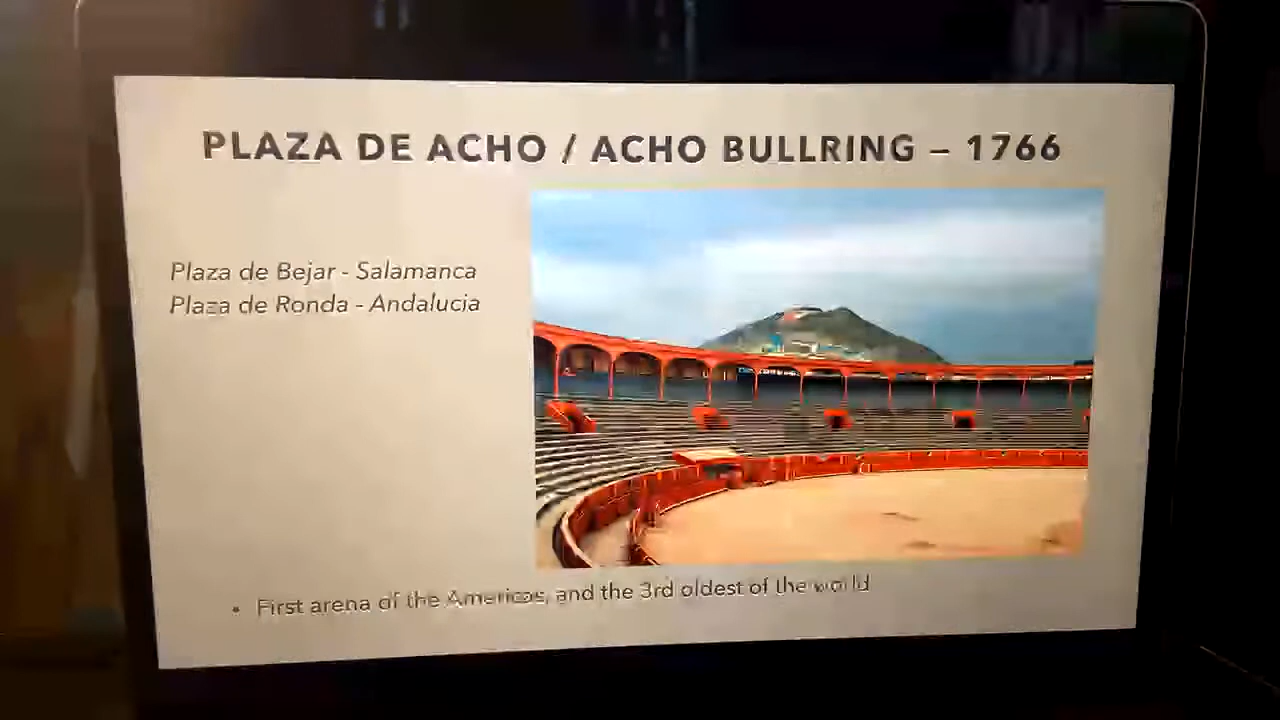 PLAZA DE ACHO / ACHO BULLRING – 1766
Plaza de Bejar - Salamanca
Plaza de Ronda - Andalucia
• First arena of the Americas, and the 3rd oldest of the world